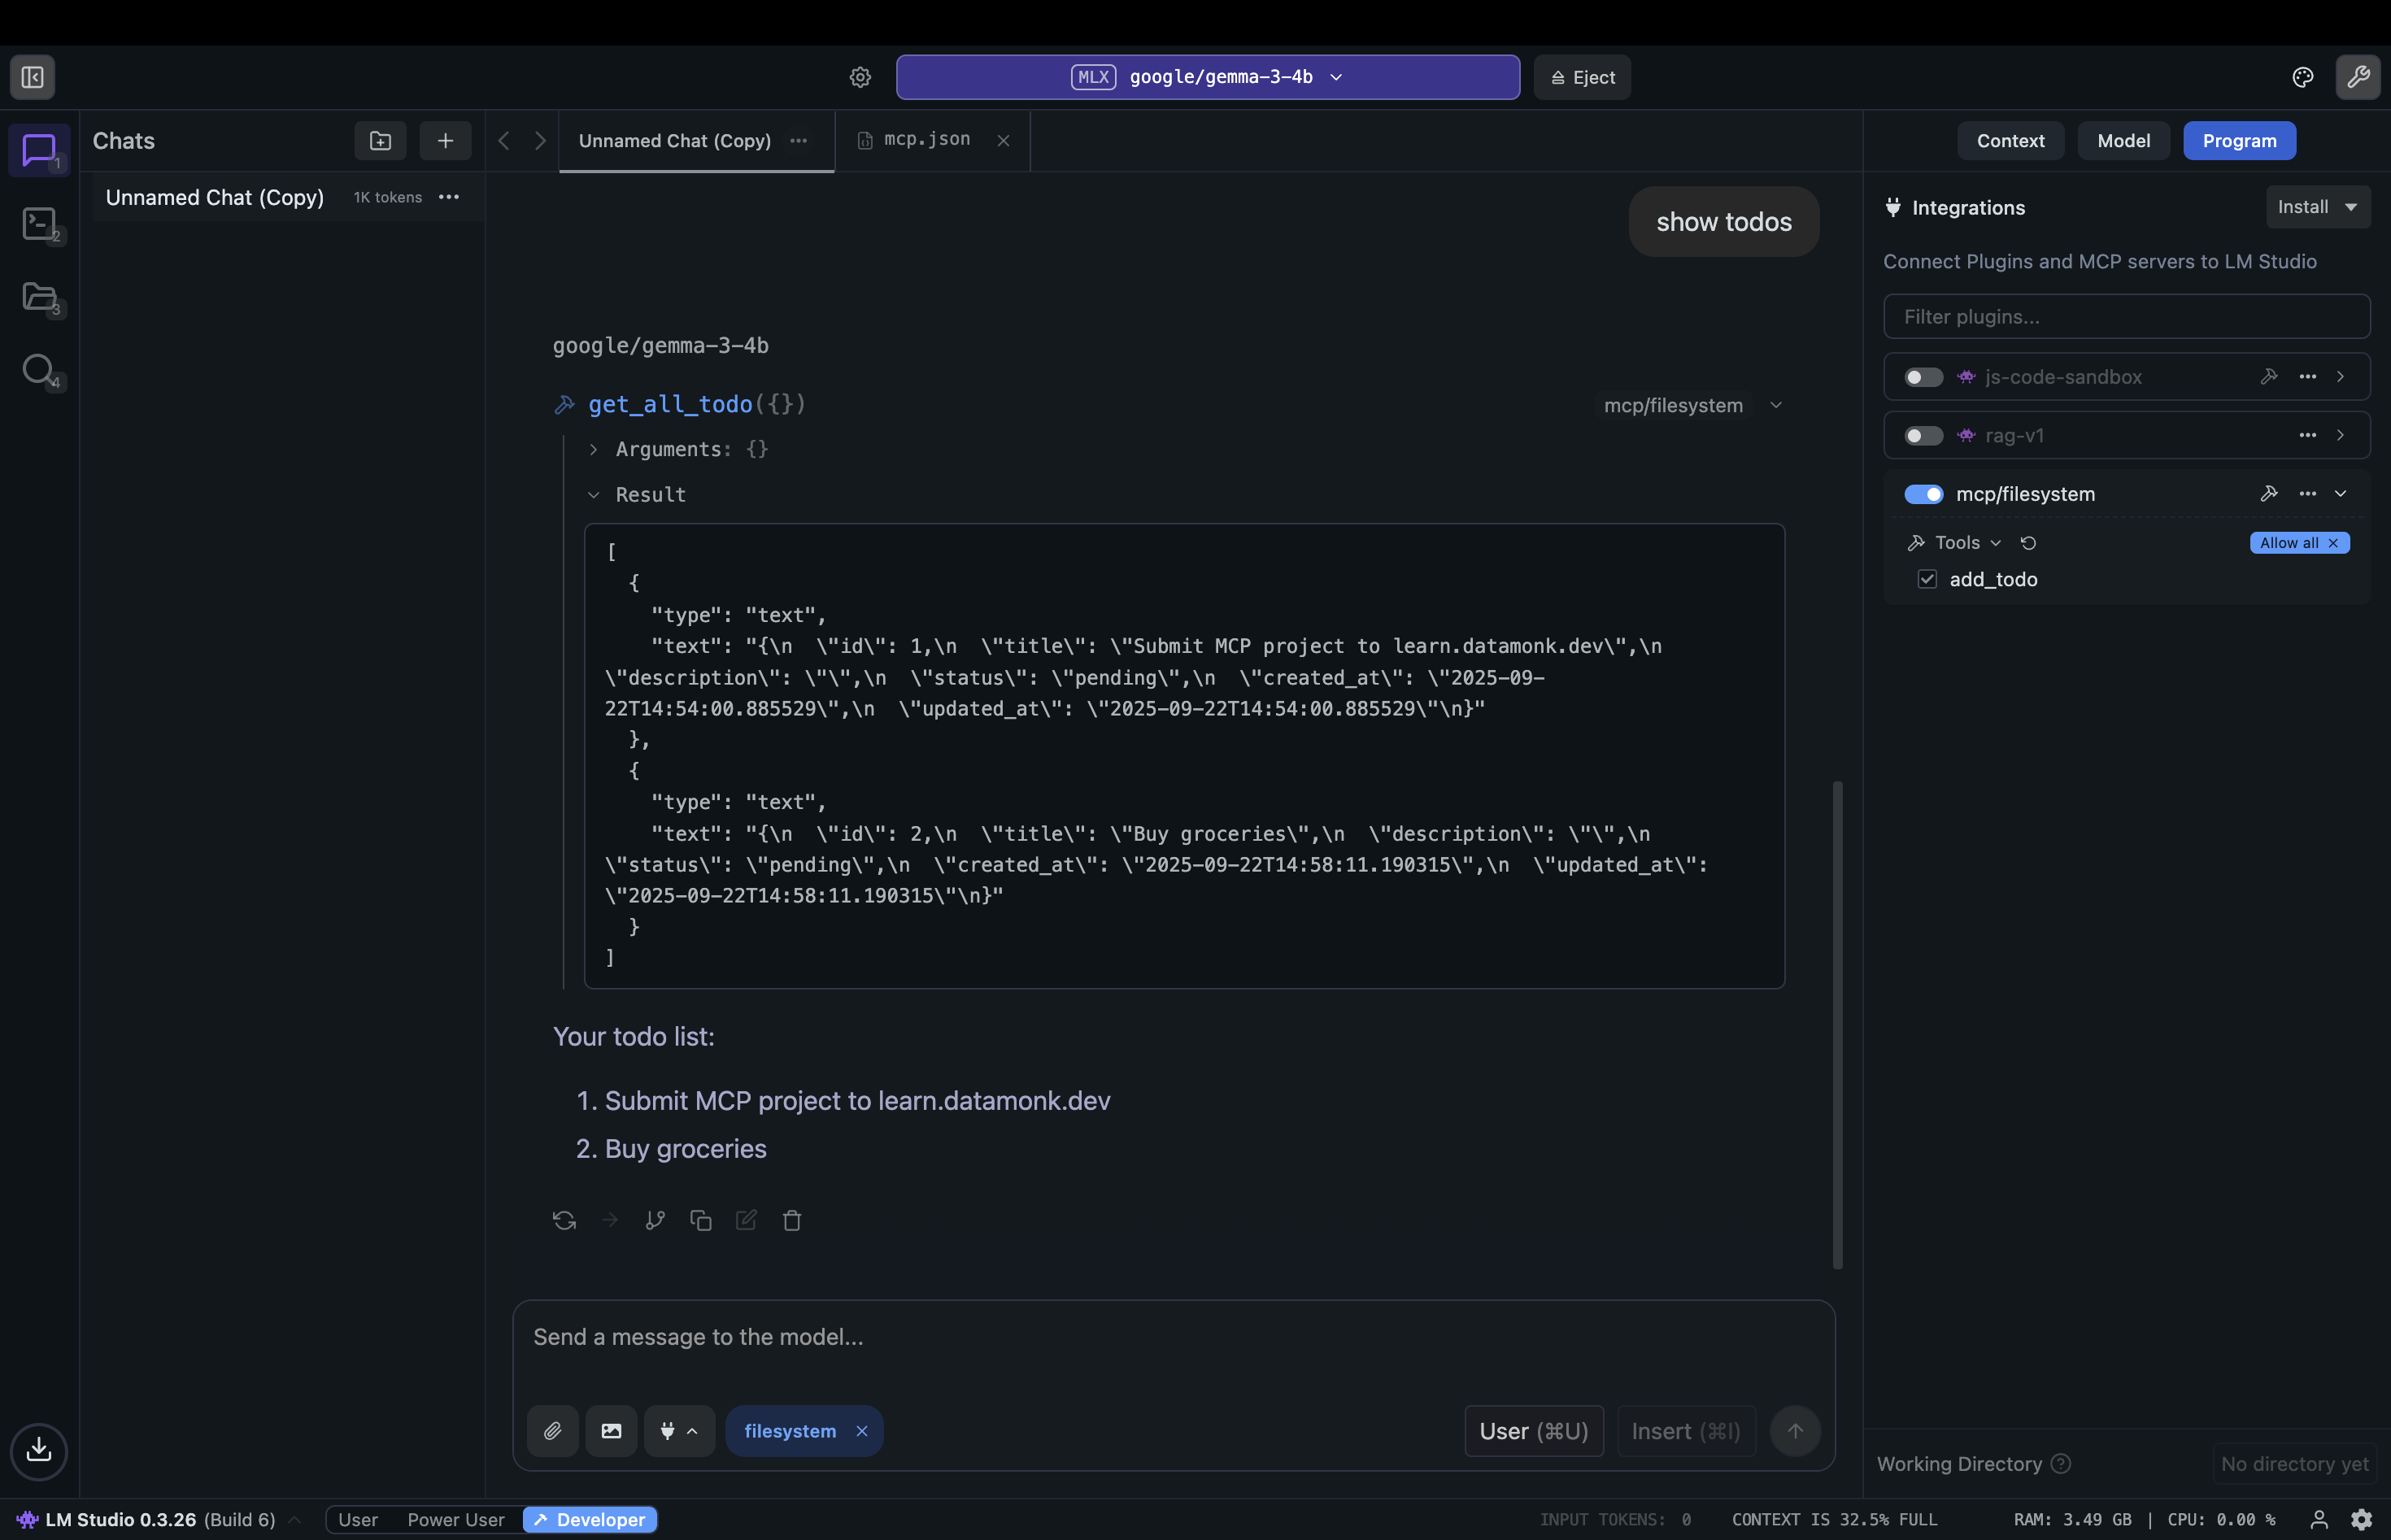 MLX google/gemma-3-4b
Eject
Chats
Unnamed Chat (Copy)
mcp.json
Context
Model
Program
1
2
3
4
Unnamed Chat (Copy) 1K tokens
show todos
google/gemma-3-4b
get_all_todo({})
mcp/filesystem
Arguments: {}
Result
[
  {
    "type": "text",
    "text": "{\n  \"id\": 1,\n  \"title\": \"Submit MCP project to learn.datamonk.dev\",\n
\"description\": \"\",\n  \"status\": \"pending\",\n  \"created_at\": \"2025-09-
22T14:54:00.885529\",\n  \"updated_at\": \"2025-09-22T14:54:00.885529\"\n}"
  },
  {
    "type": "text",
    "text": "{\n  \"id\": 2,\n  \"title\": \"Buy groceries\",\n  \"description\": \"\",\n
\"status\": \"pending\",\n  \"created_at\": \"2025-09-22T14:58:11.190315\",\n  \"updated_at\":
\"2025-09-22T14:58:11.190315\"\n}"
  }
]
Your todo list:
1. Submit MCP project to learn.datamonk.dev
2. Buy groceries
Send a message to the model...
filesystem
User (⌘U)
Insert (⌘I)
Integrations
Install
Connect Plugins and MCP servers to LM Studio
Filter plugins...
js-code-sandbox
rag-v1
mcp/filesystem
Tools
Allow all
add_todo
Working Directory
No directory yet
LM Studio 0.3.26 (Build 6)
User
Power User
Developer
INPUT TOKENS: 0
CONTEXT IS 32.5% FULL
RAM: 3.49 GB | CPU: 0.00 %